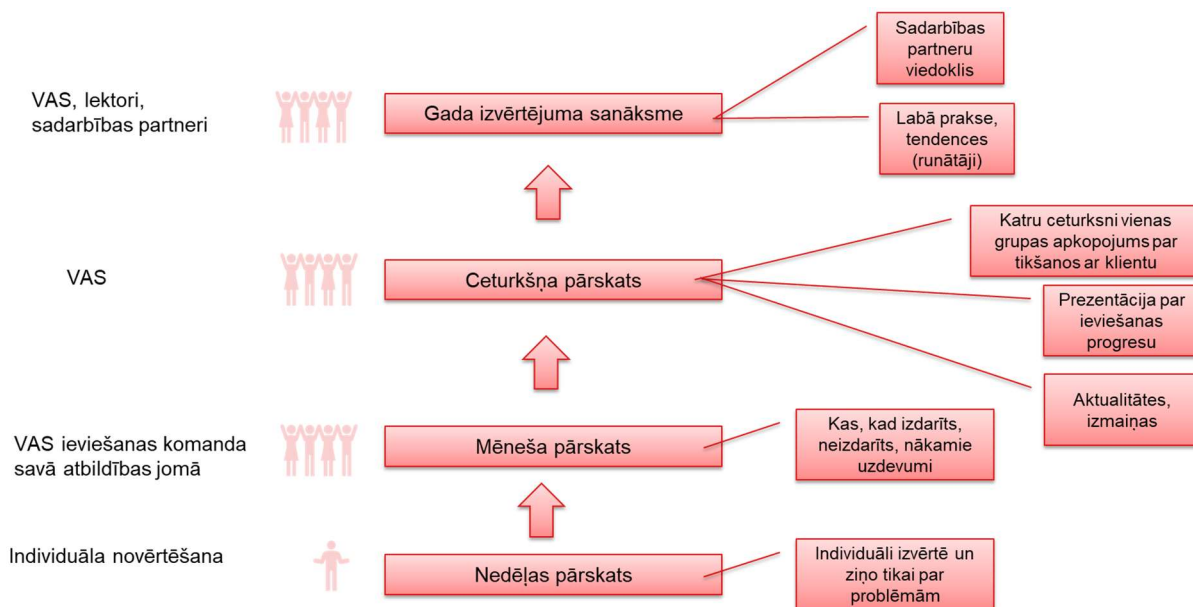 VAS, lektori,
sadarbības partneri
Gada izvērtējuma sanāksme
Sadarbības
partneru
viedoklis
Labā prakse,
tendences
(runātāji)
VAS
Ceturkšņa pārskats
Katru ceturksni vienas
grupas apkopojums par
tikšanos ar klientu
Prezentācija par
ieviešanas
progresu
Aktualitātes,
izmaiņas
VAS ieviešanas komanda
savā atbildības jomā
Mēneša pārskats
Kas, kad izdarīts,
neizdarīts, nākamie
uzdevumi
Individuāla novērtēšana
Nedēļas pārskats
Individuāli izvērtē un
ziņo tikai par
problēmām